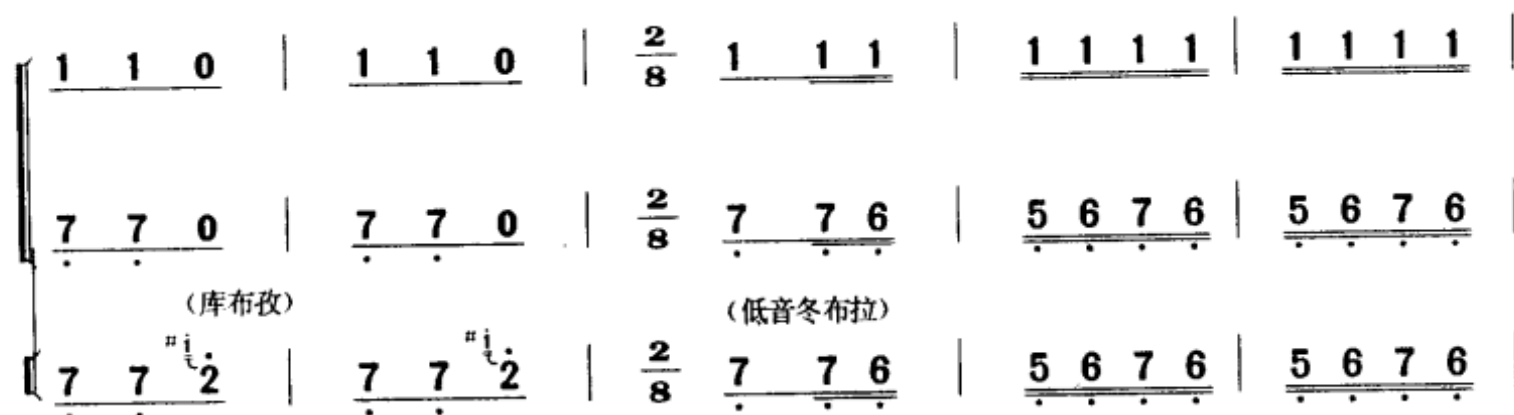 1 1 0 | 1 1 0 | 2/8 1 1 1 | 1 1 1 1 | 1 1 1 1 |
7 7 0 | 7 7 0 | 2/8 7 7 6 | 5 6 7 6 | 5 6 7 6 |
（库布孜） （低音冬布拉）
7 7 #i 2 | 7 7 #i 2 | 2/8 7 7 6 | 5 6 7 6 | 5 6 7 6 |